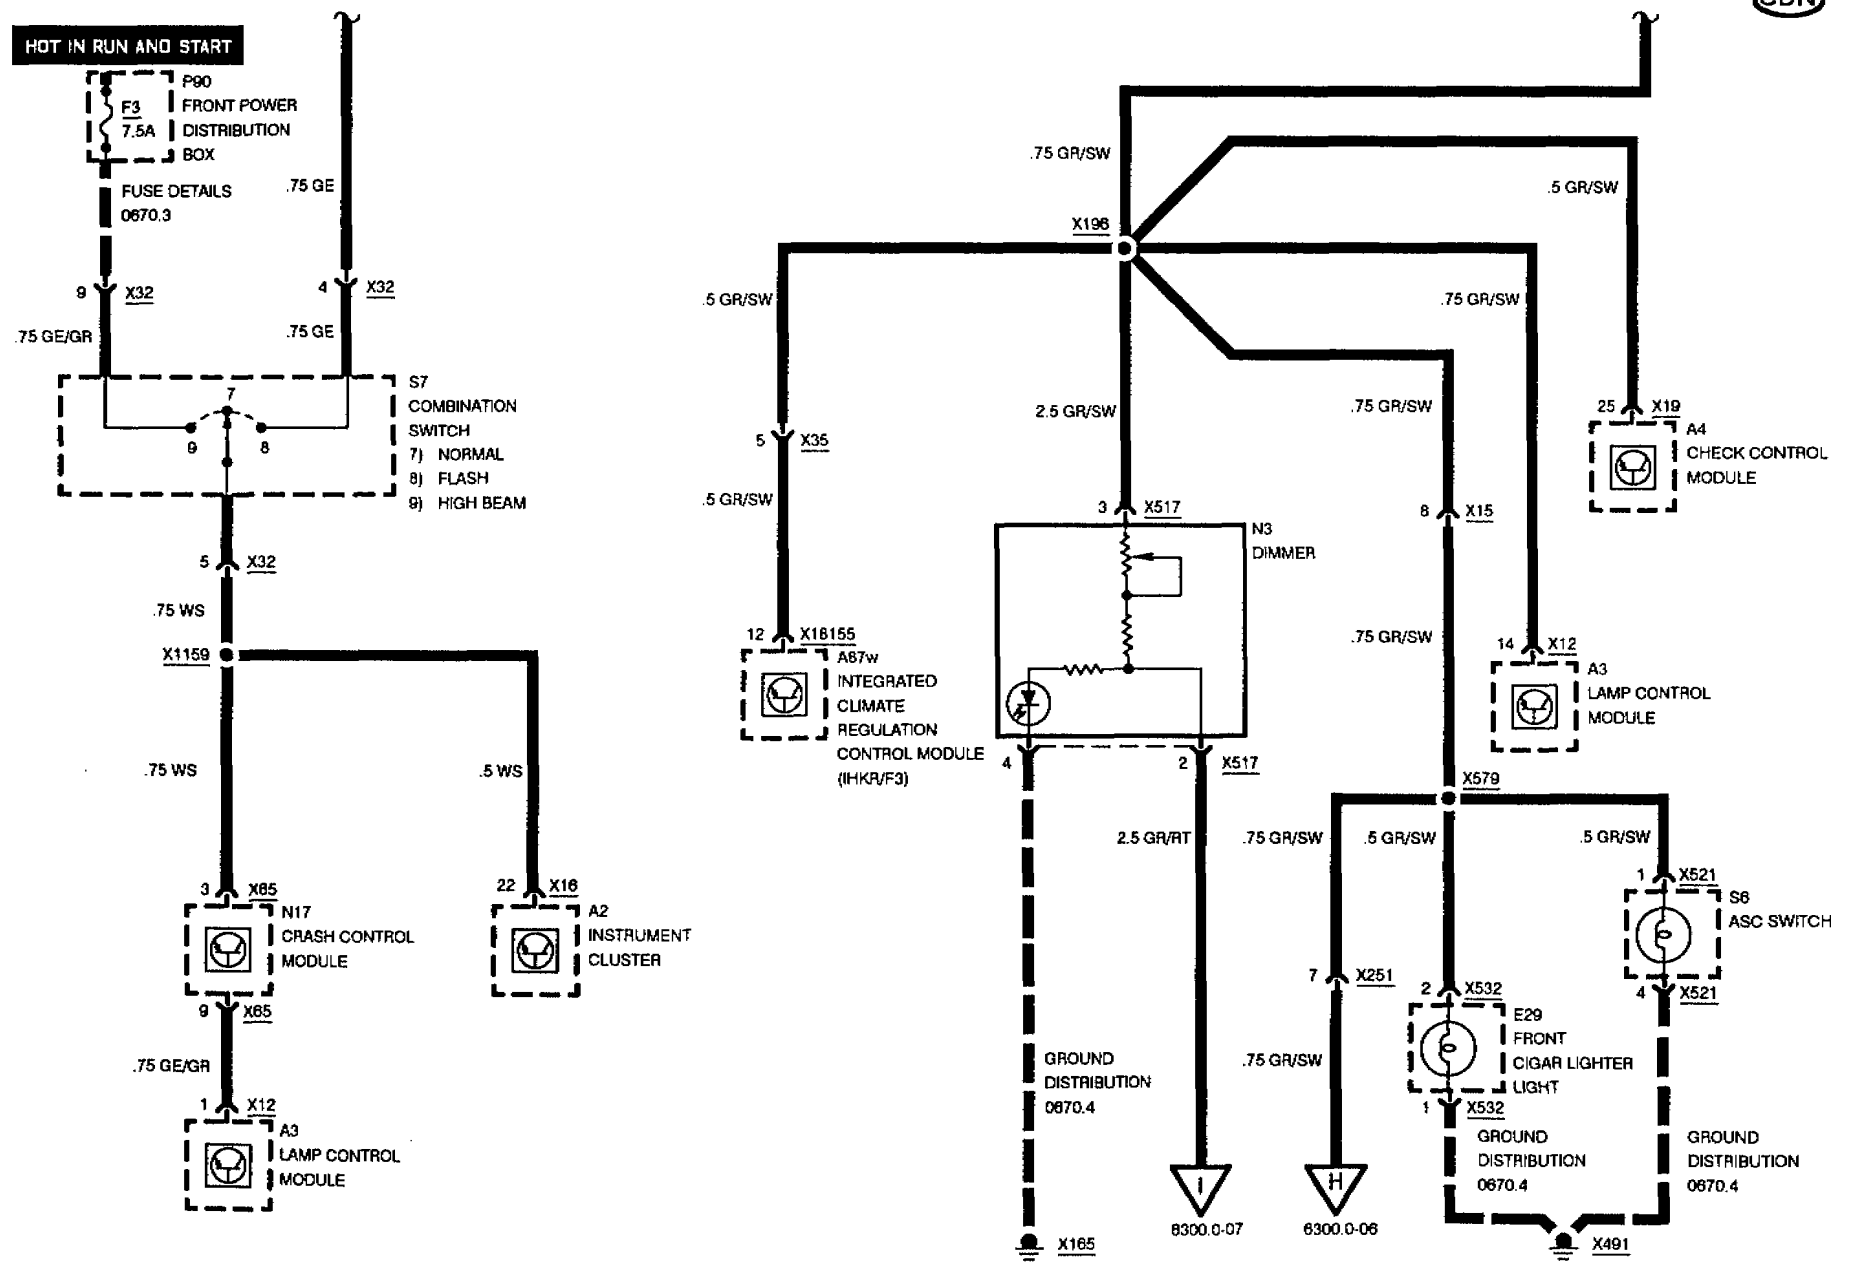 HOT IN RUN AND START
P90
FRONT POWER
DISTRIBUTION
BOX
F3
7.5A
FUSE DETAILS
0670.3
.75 GE
9 X32
4 X32
.75 GE/GR
.75 GE
S7
COMBINATION
SWITCH
7) NORMAL
8) FLASH
9) HIGH BEAM
7
9
8
5 X32
.75 WS
X1159
.75 WS
.5 WS
3 X65
N17
CRASH CONTROL
MODULE
22 X16
A2
INSTRUMENT
CLUSTER
9 X65
.75 GE/GR
1 X12
A3
LAMP CONTROL
MODULE
.75 GR/SW
.5 GR/SW
X196
.5 GR/SW
.75 GR/SW
2.5 GR/SW
.75 GR/SW
5 X35
.5 GR/SW
25 X19
A4
CHECK CONTROL
MODULE
3 X517
N3
DIMMER
8 X15
12 X18155
A67w
INTEGRATED
CLIMATE
REGULATION
CONTROL MODULE
(IHKR/F3)
.75 GR/SW
14 X12
A3
LAMP CONTROL
MODULE
4
2 X517
X579
2.5 GR/RT
.75 GR/SW
.5 GR/SW
.5 GR/SW
1 X521
S6
ASC SWITCH
4 X521
7 X251
2 X532
E29
FRONT
CIGAR LIGHTER
LIGHT
1 X532
GROUND
DISTRIBUTION
0670.4
.75 GR/SW
GROUND
DISTRIBUTION
0670.4
GROUND
DISTRIBUTION
0670.4
I
H
6300.0-07
6300.0-06
X165
X491